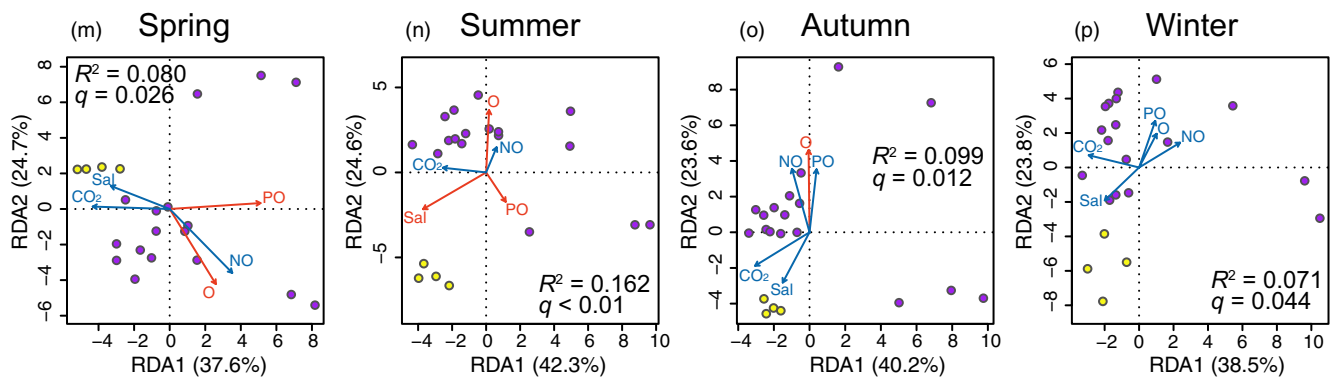 (m) Spring
R² = 0.080
q = 0.026
Sal
CO₂
PO
NO
O
8
6
4
2
0
−2
−4
−6
RDA2 (24.7%)
−4 −2 0 2 4 6 8
RDA1 (37.6%)
(n) Summer
O
NO
CO₂
Sal
PO
R² = 0.162
q < 0.01
5
0
−5
RDA2 (24.6%)
−4 −2 0 2 4 6 8 10
RDA1 (42.3%)
(o) Autumn
O
NO PO
R² = 0.099
q = 0.012
CO₂
Sal
8
6
4
2
0
−2
−4
RDA2 (23.6%)
−4 −2 0 2 4 6 8 10
RDA1 (40.2%)
(p) Winter
PO
O
NO
CO₂
Sal
R² = 0.071
q = 0.044
6
4
2
0
−2
−4
−6
−8
RDA2 (23.8%)
−4 −2 0 2 4 6 8 10
RDA1 (38.5%)